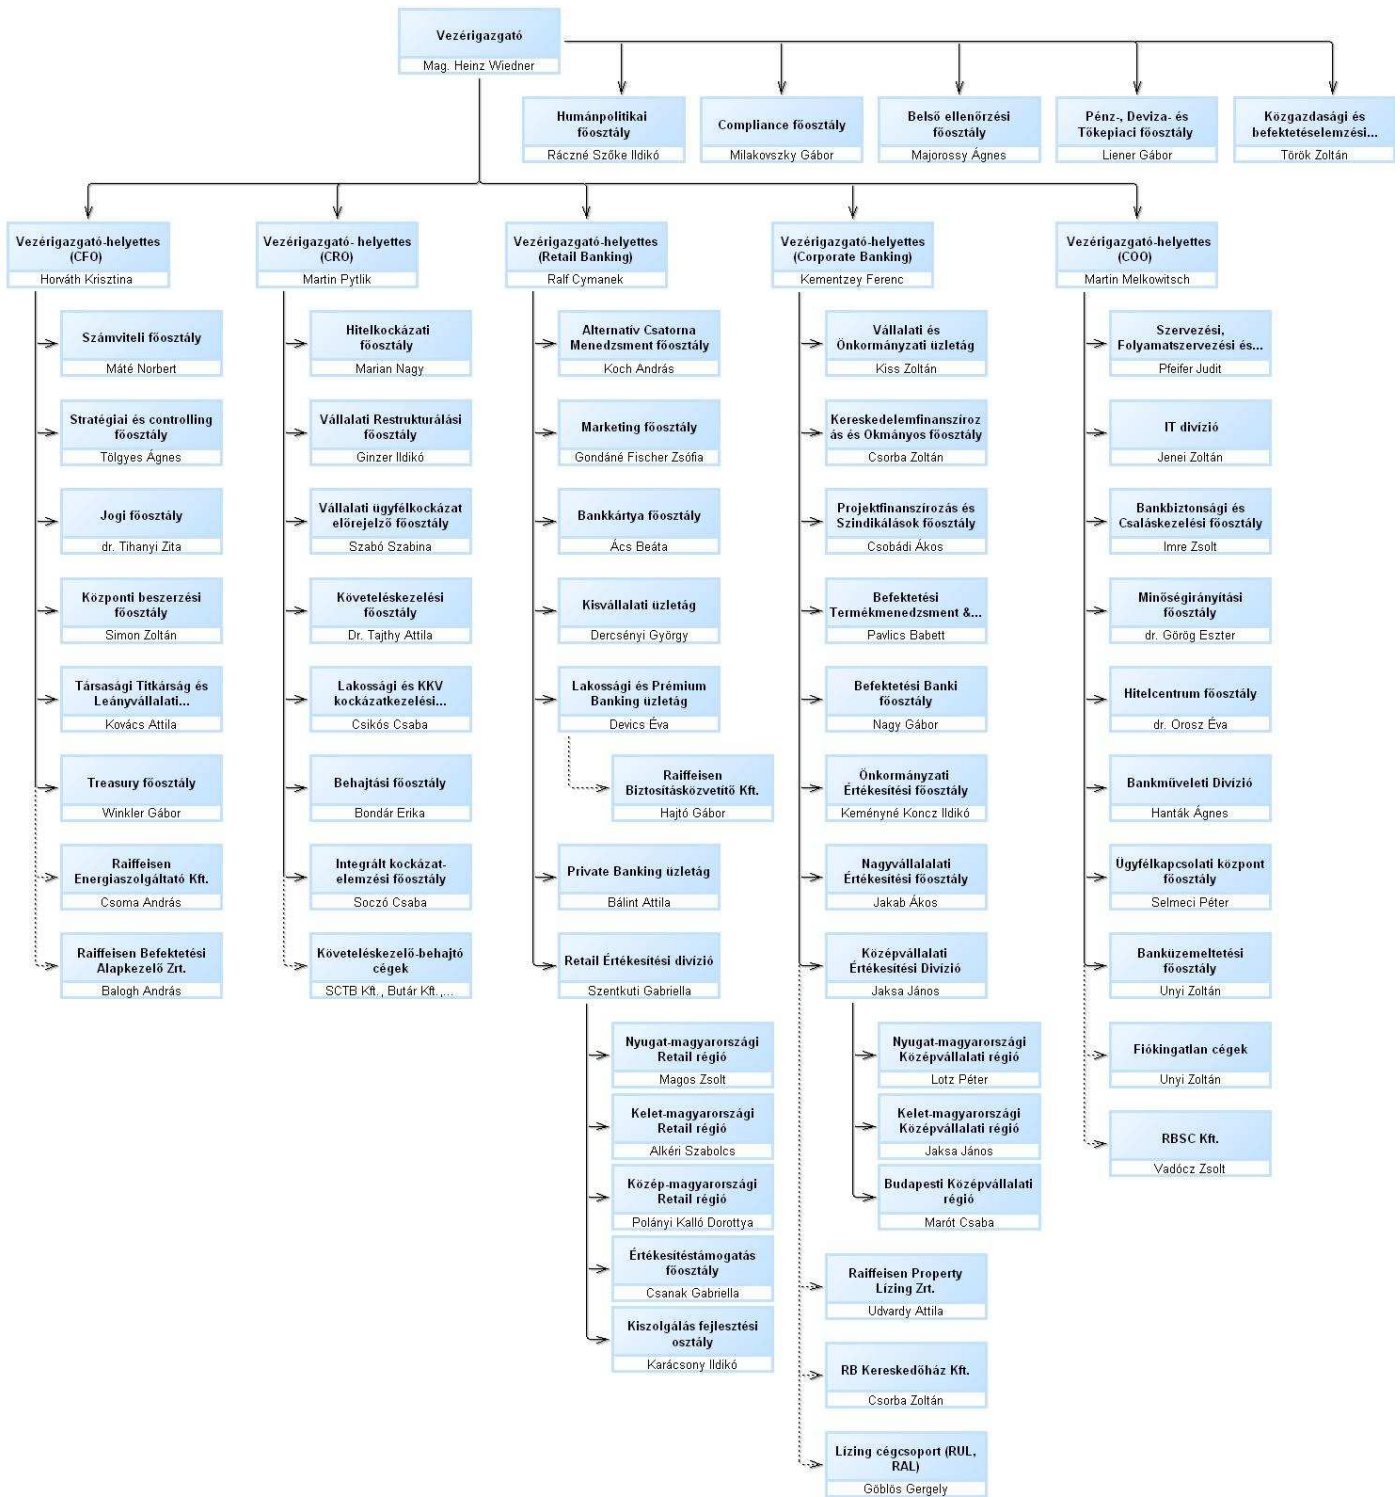 Vezérigazgató
Mag. Heinz Wiedner
Humánpolitikai
főosztály
Ráczné Szőke Ildikó
Compliance főosztály
Milakovszky Gábor
Belső ellenőrzési
főosztály
Majorossy Ágnes
Pénz-, Deviza- és
Tőkepiaci főosztály
Liener Gábor
Közgazdasági és
befektetéselemzési...
Török Zoltán
Vezérigazgató-helyettes
(CFO)
Horváth Krisztina
Vezérigazgató- helyettes
(CRO)
Martin Pytlik
Vezérigazgató-helyettes
(Retail Banking)
Ralf Cymanek
Vezérigazgató-helyettes
(Corporate Banking)
Kementzey Ferenc
Vezérigazgató-helyettes
(COO)
Martin Melkowitsch
Számviteli főosztály
Máté Norbert
Stratégiai és controlling
főosztály
Tölgyes Ágnes
Jogi főosztály
dr. Tihanyi Zita
Központi beszerzési
főosztály
Simon Zoltán
Társasági Titkárság és
Leányvállalati...
Kovács Attila
Treasury főosztály
Winkler Gábor
Raiffeisen
Energiaszolgáltató Kft.
Csoma András
Raiffeisen Befektetési
Alapkezelő Zrt.
Balogh András
Hitelkockázati
főosztály
Marian Nagy
Vállalati Restrukturálási
főosztály
Ginzer Ildikó
Vállalati ügyfélkockázat
előrejelző főosztály
Szabó Szabina
Követeléskezelési
főosztály
Dr. Tajthy Attila
Lakossági és KKV
kockázatkezelési...
Csikós Csaba
Behajtási főosztály
Bondár Erika
Integrált kockázat-
elemzési főosztály
Soczó Csaba
Követeléskezelő-behajtó
cégek
SCTB Kft., Butár Kft.,...
Alternatív Csatorna
Menedzsment főosztály
Koch András
Marketing főosztály
Gondáné Fischer Zsófia
Bankkártya főosztály
Ács Beáta
Kisvállalati üzletág
Dercsényi György
Lakossági és Prémium
Banking üzletág
Devics Éva
Raiffeisen
Biztosításközvetítő Kft.
Hajtó Gábor
Private Banking üzletág
Bálint Attila
Retail Értékesítési divízió
Szentkuti Gabriella
Nyugat-magyarországi
Retail régió
Magos Zsolt
Kelet-magyarországi
Retail régió
Alkéri Szabolcs
Közép-magyarországi
Retail régió
Polányi Kalló Dorottya
Értékesítéstámogatás
főosztály
Csanak Gabriella
Kiszolgálás fejlesztési
osztály
Karácsony Ildikó
Vállalati és
Önkormányzati üzletág
Kiss Zoltán
Kereskedelemfinanszíroz
ás és Okmányos főosztály
Csorba Zoltán
Projektfinanszírozás és
Szindikálások főosztály
Csobádi Ákos
Befektetési
Termékmenedzsment &...
Pavlics Babett
Befektetési Banki
főosztály
Nagy Gábor
Önkormányzati
Értékesítési főosztály
Keményné Koncz Ildikó
Nagyvállalalati
Értékesítési főosztály
Jakab Ákos
Középvállalati
Értékesítési Divízió
Jaksa János
Nyugat-magyarországi
Középvállalati régió
Lotz Péter
Kelet-magyarországi
Középvállalati régió
Jaksa János
Budapesti Középvállalati
régió
Marót Csaba
Raiffeisen Property
Lízing Zrt.
Udvardy Attila
RB Kereskedőház Kft.
Csorba Zoltán
Lízing cégcsoport (RUL,
RAL)
Göblös Gergely
Szervezési,
Folyamatszervezési és...
Pfeifer Judit
IT divízió
Jenei Zoltán
Bankbiztonsági és
Csaláskezelési főosztály
Imre Zsolt
Minőségirányítási
főosztály
dr. Görög Eszter
Hitelcentrum főosztály
dr. Orosz Éva
Bankműveleti Divízió
Hanták Ágnes
Ügyfélkapcsolati központ
főosztály
Selmeci Péter
Banküzemeltetési
főosztály
Unyi Zoltán
Fiókingatlan cégek
Unyi Zoltán
RBSC Kft.
Vadócz Zsolt